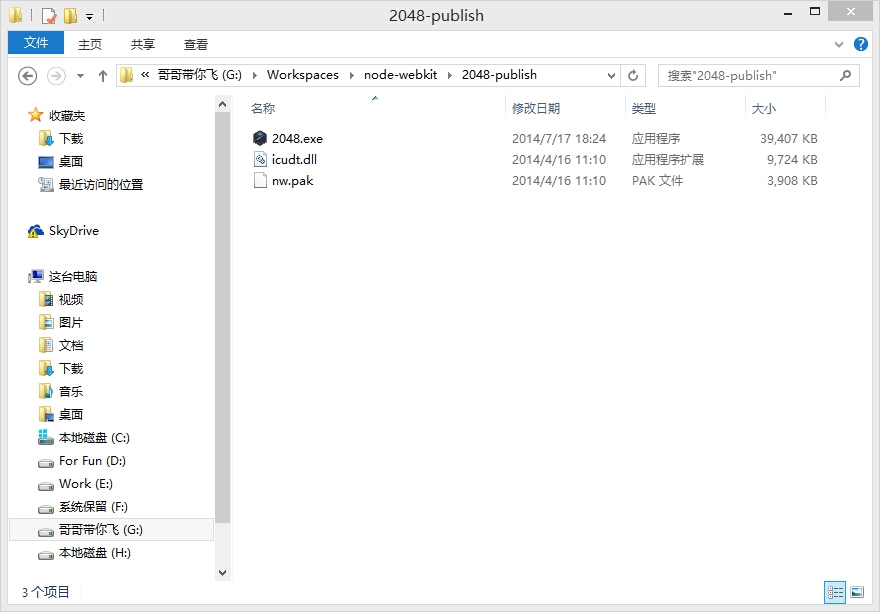 2048-publish
文件 主页 共享 查看
« 哥哥带你飞 (G:) Workspaces node-webkit 2048-publish 搜索"2048-publish"
名称 修改日期 类型 大小
2048.exe 2014/7/17 18:24 应用程序 39,407 KB
icudt.dll 2014/4/16 11:10 应用程序扩展 9,724 KB
nw.pak 2014/4/16 11:10 PAK 文件 3,908 KB
收藏夹
下载
桌面
最近访问的位置
SkyDrive
这台电脑
视频
图片
文档
下载
音乐
桌面
本地磁盘 (C:)
For Fun (D:)
Work (E:)
系统保留 (F:)
哥哥带你飞 (G:)
本地磁盘 (H:)
3 个项目